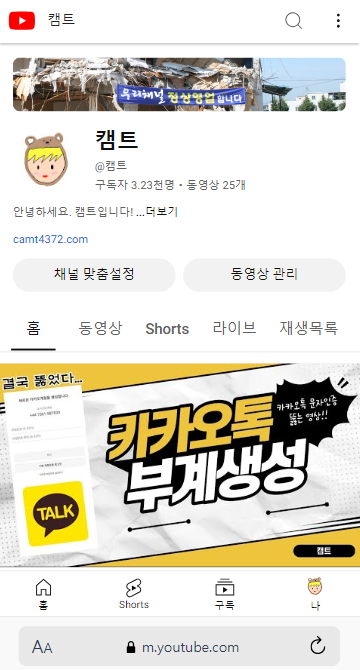 캠트
우리채널 정상영업 입니다
캠트
@캠트
구독자 3.23천명 • 동영상 25개
안녕하세요. 캠트입니다! ...더보기
camt4372.com
채널 맞춤설정
동영상 관리
홈
동영상
Shorts
라이브
재생목록
결국 뚫었다...
카카오톡 문자인증
뚫는 영상!!
카카오톡
부계생성
TALK
캠트
홈
Shorts
구독
나
AA
m.youtube.com